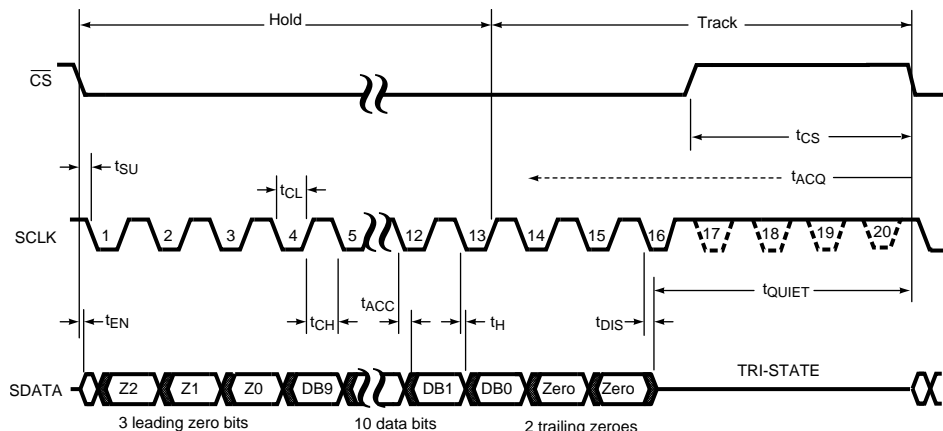 Hold Track
CS
tCS
tSU
tCL
tACQ
SCLK 1 2 3 4 5 12 13 14 15 16 17 18 19 20
tQUIET
tEN tCH tACC tH tDIS
TRI-STATE
SDATA Z2 Z1 Z0 DB9 DB1 DB0 Zero Zero
3 leading zero bits 10 data bits 2 trailing zeroes